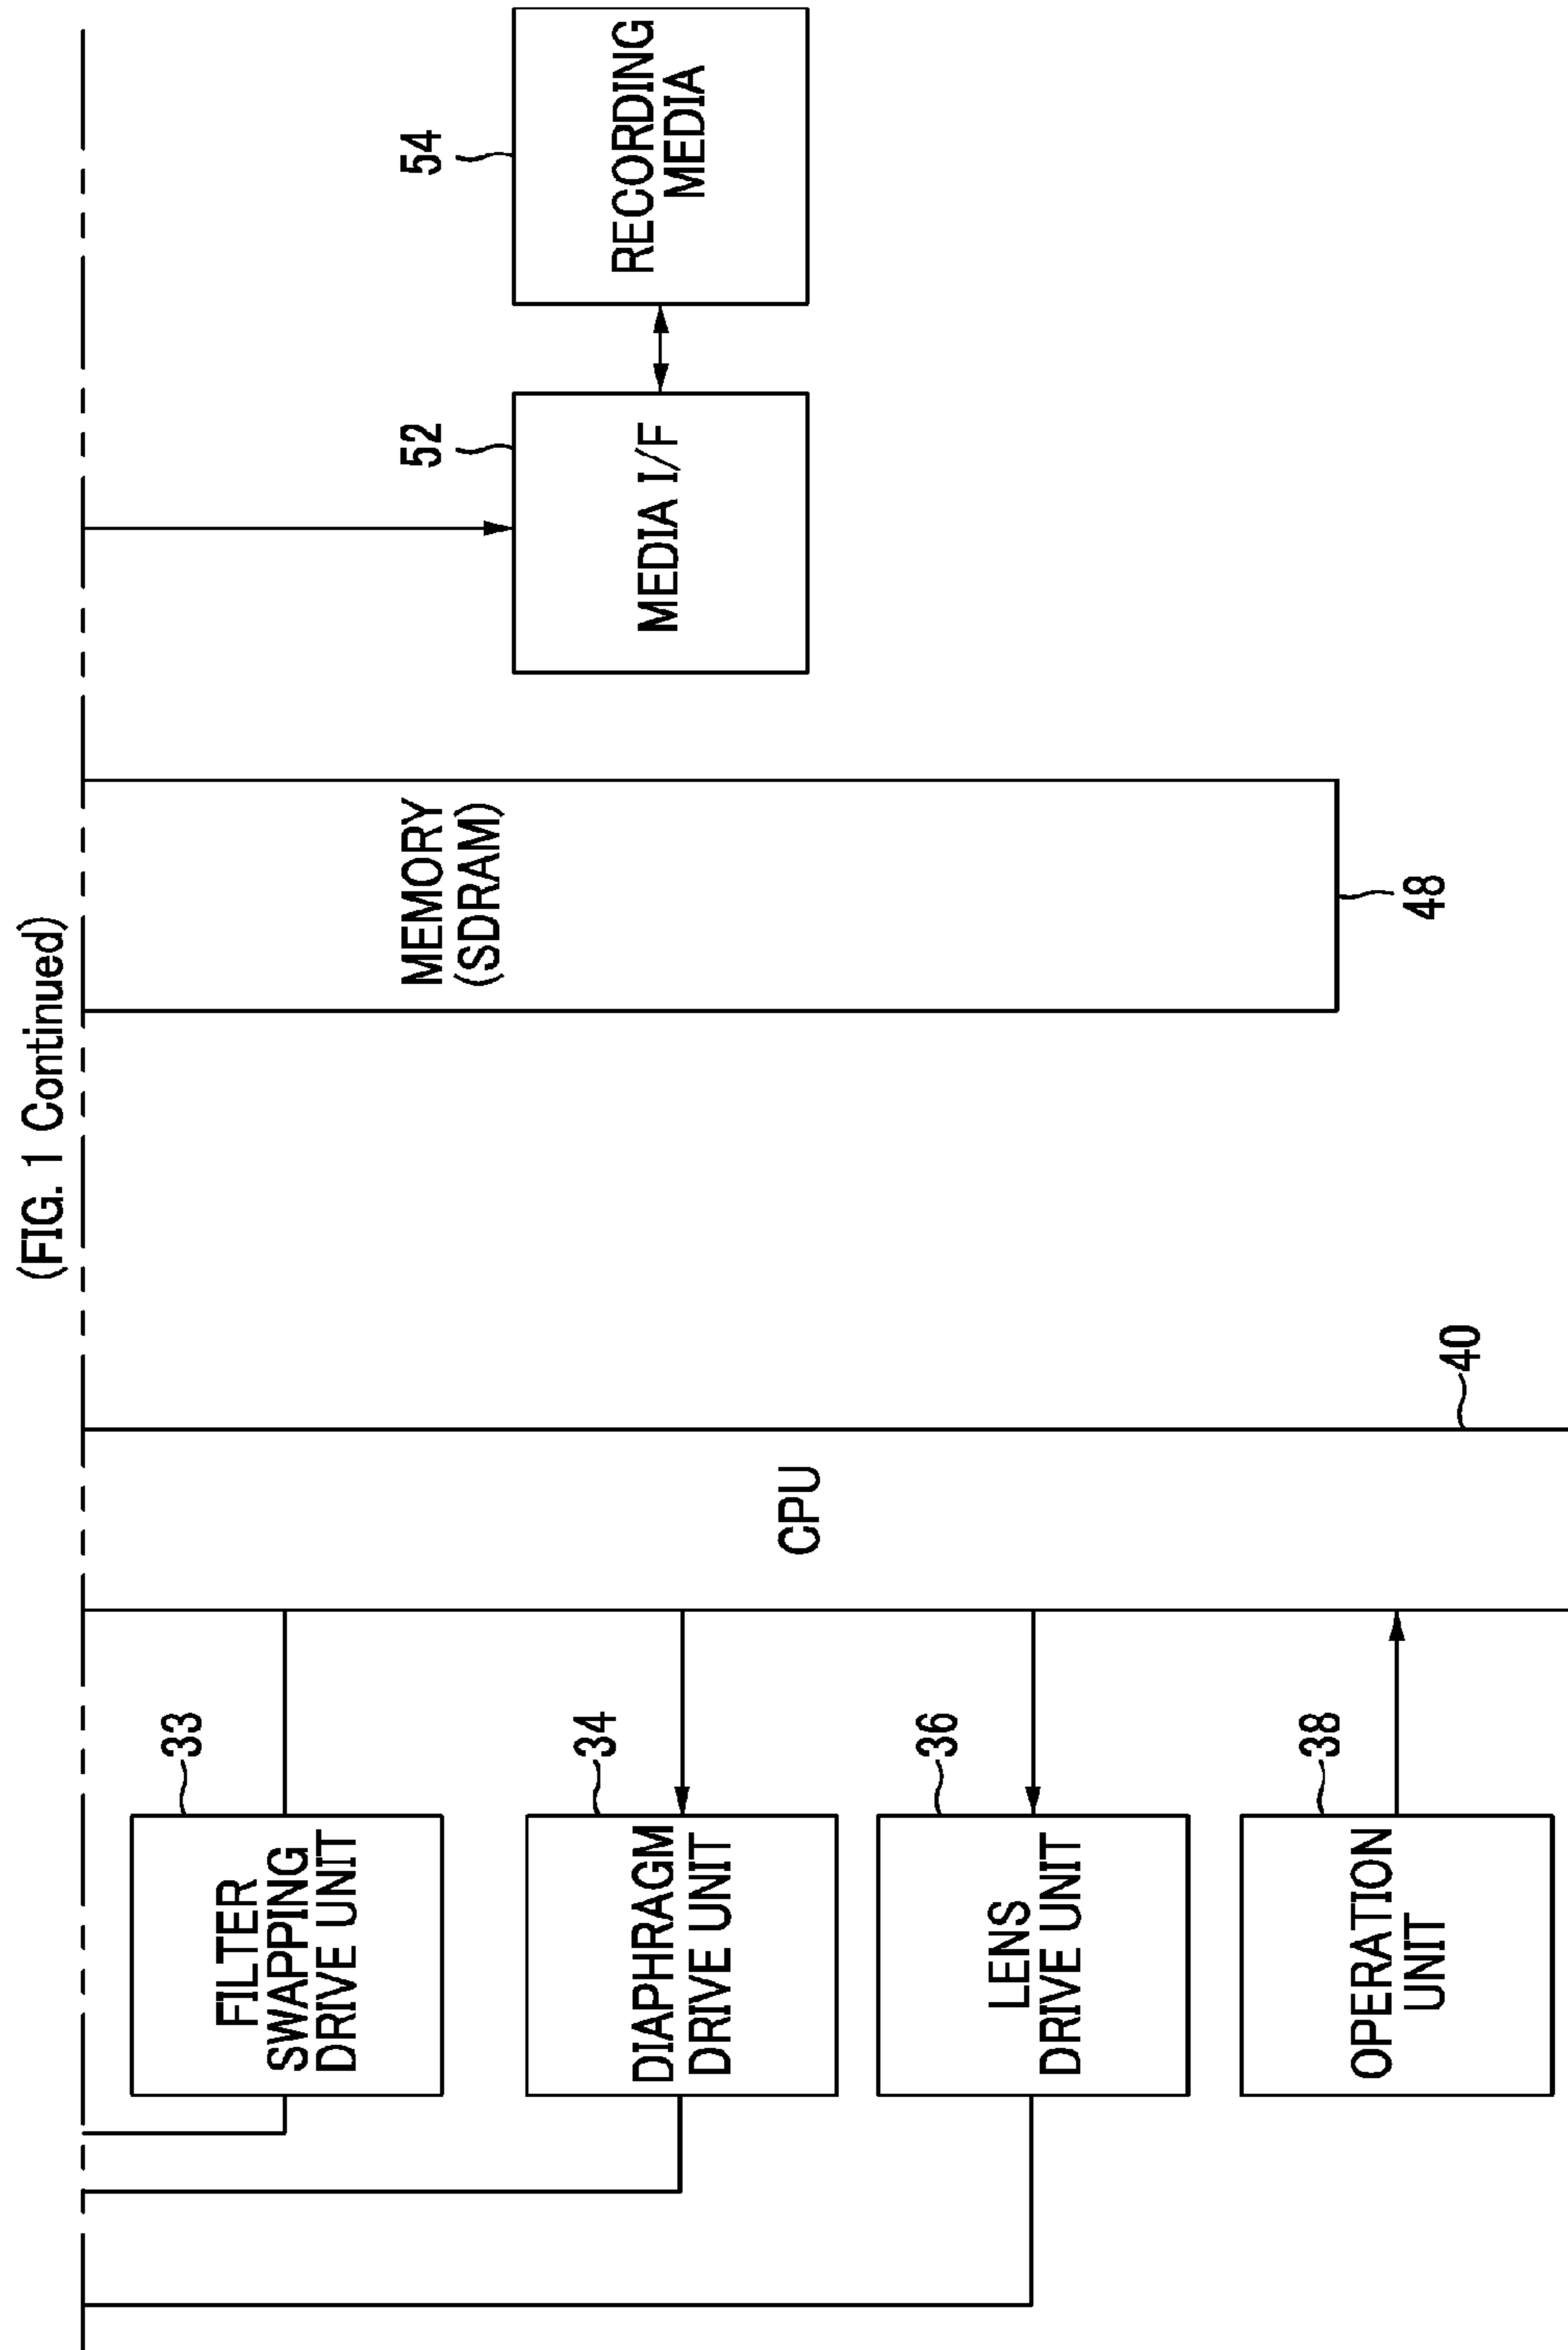 (FIG. 1 Continued)
33
FILTER
SWAPPING
DRIVE UNIT
34
DIAPHRAGM
DRIVE UNIT
36
LENS
DRIVE UNIT
38
OPERATION
UNIT
CPU
40
MEMORY
(SDRAM)
48
52
MEDIA I/F
54
RECORDING
MEDIA